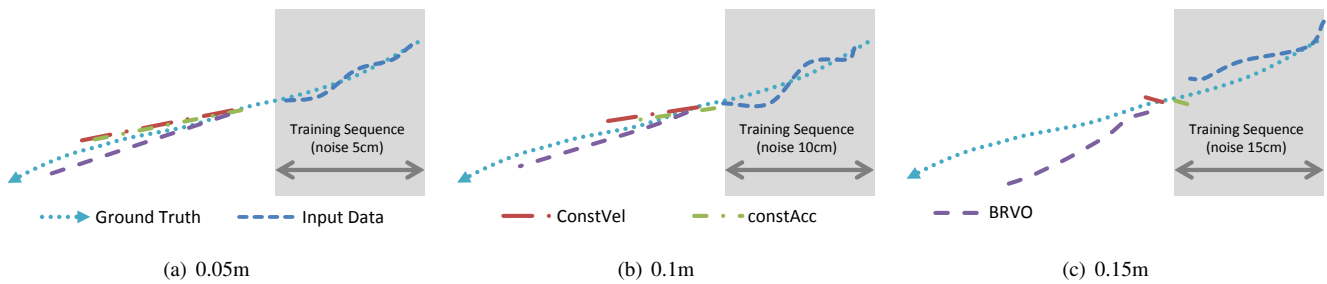 Training Sequence
(noise 5cm)
Training Sequence
(noise 10cm)
Training Sequence
(noise 15cm)
Ground Truth
Input Data
ConstVel
constAcc
BRVO
(a) 0.05m
(b) 0.1m
(c) 0.15m